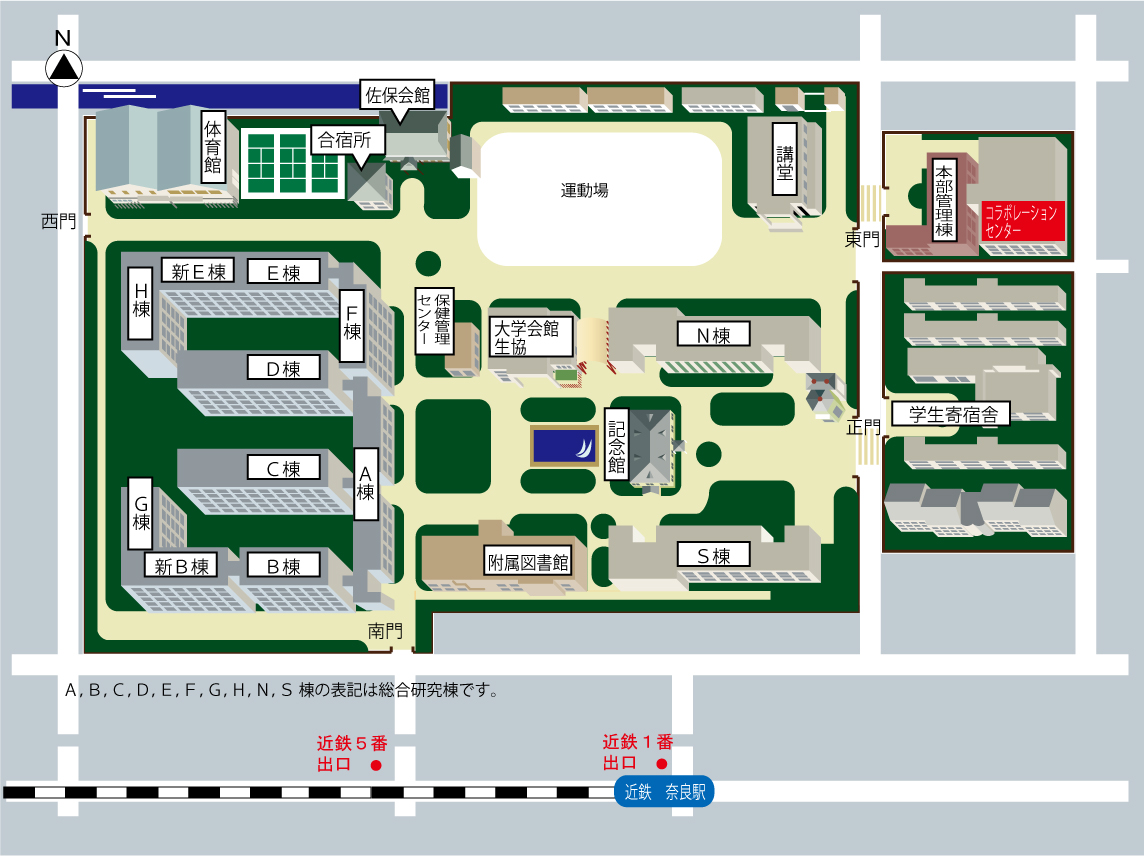 N
佐保会館
体育館
合宿所
講堂
運動場
本部管理棟
コラボレーション
センター
西門
東門
新E棟
E棟
H棟
F棟
保健管理
センター
大学会館
生協
N棟
D棟
学生寄宿舎
正門
記念館
C棟
A棟
G棟
新B棟
B棟
附属図書館
S棟
南門
A, B, C, D, E, F, G, H, N, S 棟の表記は総合研究棟です。
近鉄5番
出口
近鉄1番
出口
近鉄　奈良駅